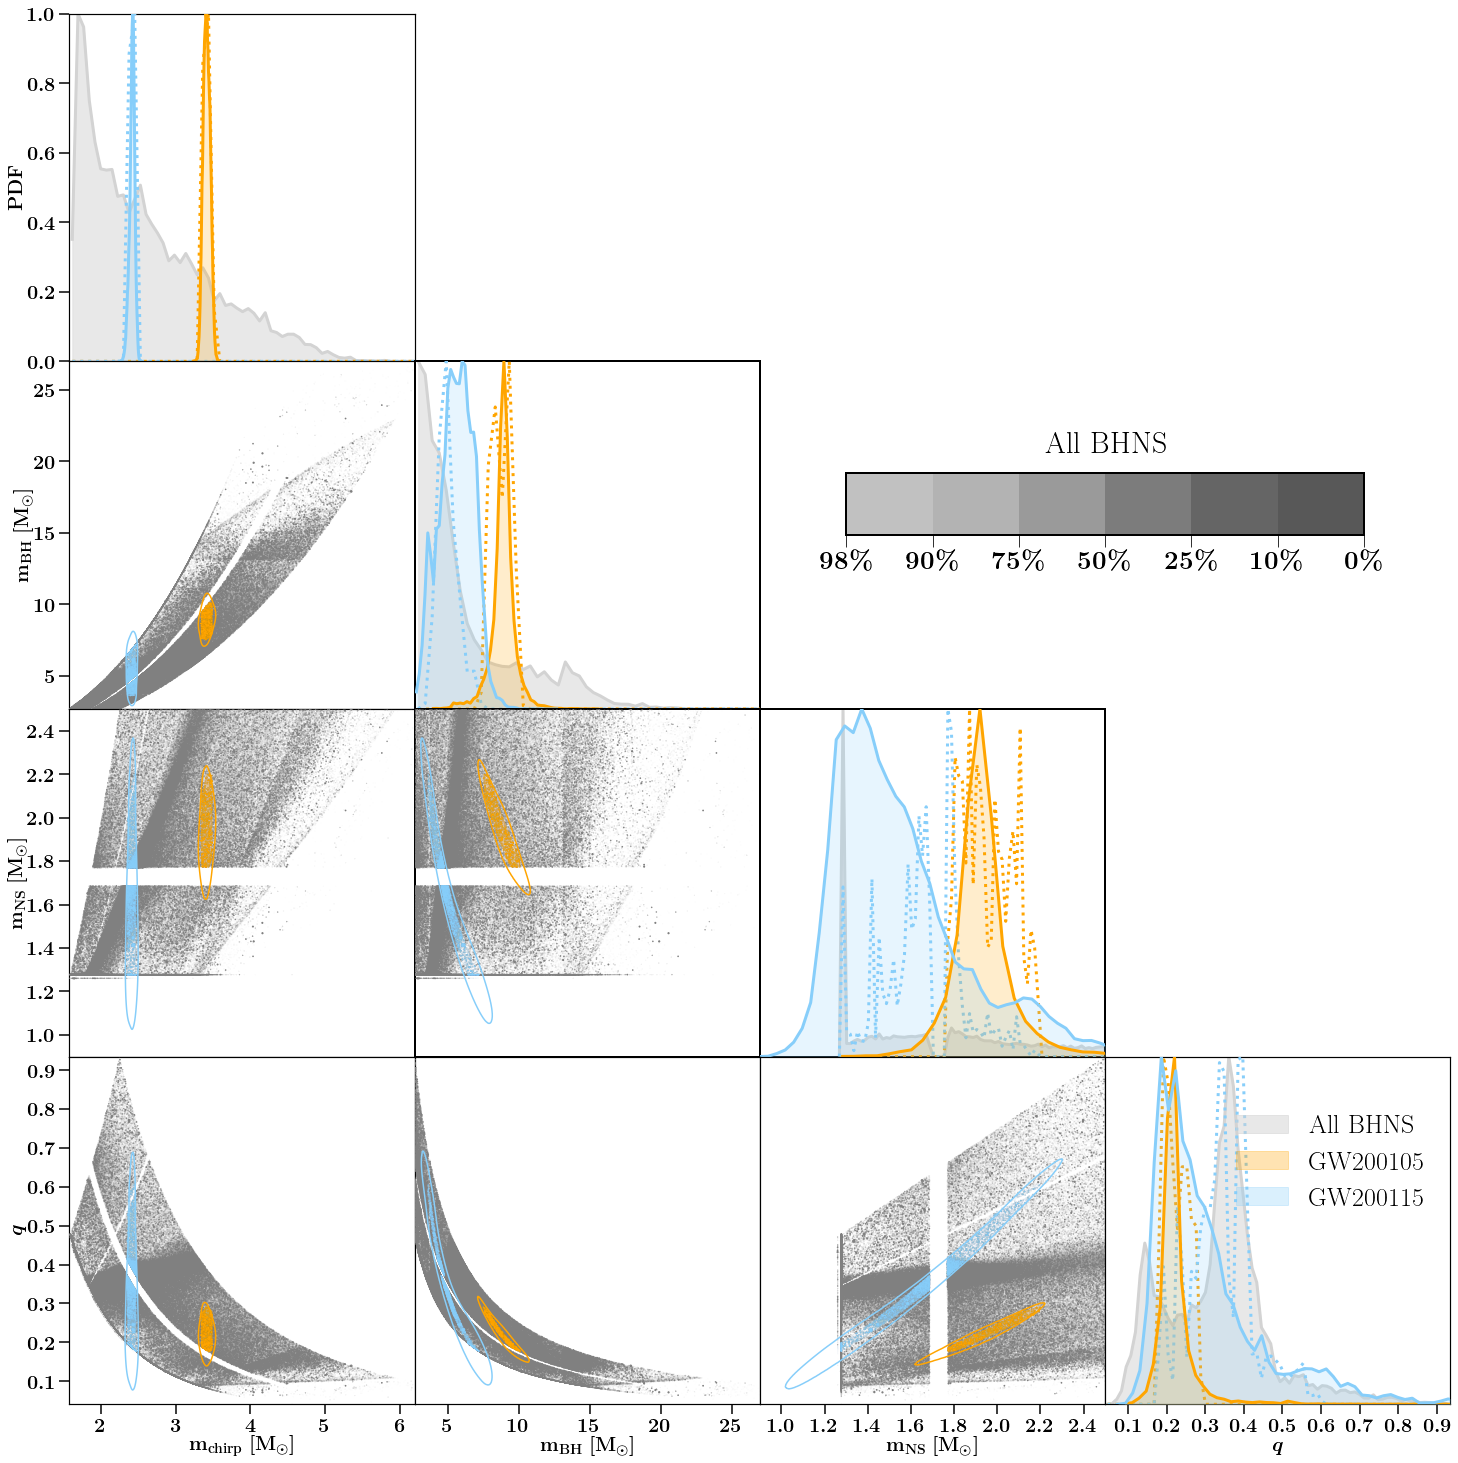 1.0
0.8
0.6
0.4
0.2
0.0
PDF
25
20
15
10
5
m_BH [M_⊙]
All BHNS
98% 90% 75% 50% 25% 10% 0%
2.4
2.2
2.0
1.8
1.6
1.4
1.2
1.0
m_NS [M_⊙]
0.9
0.8
0.7
0.6
0.5
0.4
0.3
0.2
0.1
q
All BHNS
GW200105
GW200115
2 3 4 5 6
5 10 15 20 25
1.0 1.2 1.4 1.6 1.8 2.0 2.2 2.4
0.1 0.2 0.3 0.4 0.5 0.6 0.7 0.8 0.9
m_chirp [M_⊙]
m_BH [M_⊙]
m_NS [M_⊙]
q